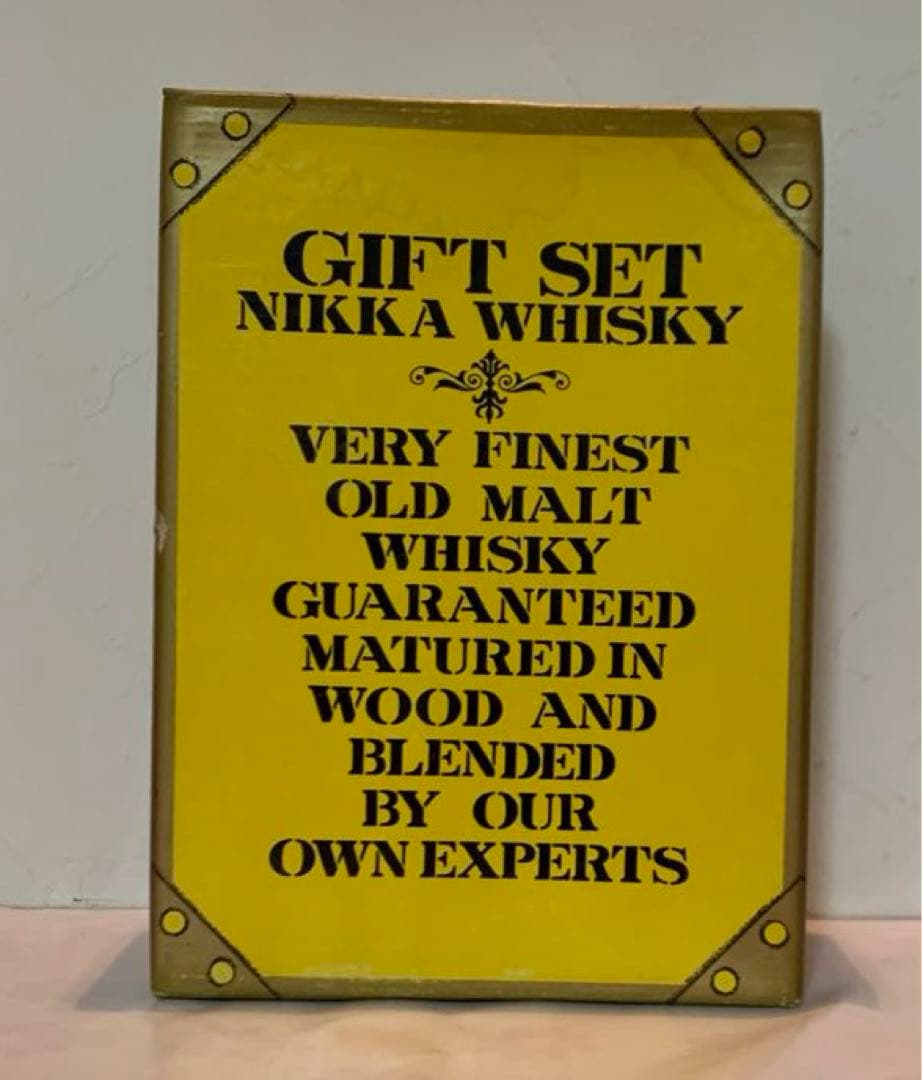 GIFT SET
NIKKA WHISKY
VERY FINEST
OLD MALT
WHISKY
GUARANTEED
MATURED IN
WOOD AND
BLENDED
BY OUR
OWN EXPERTS